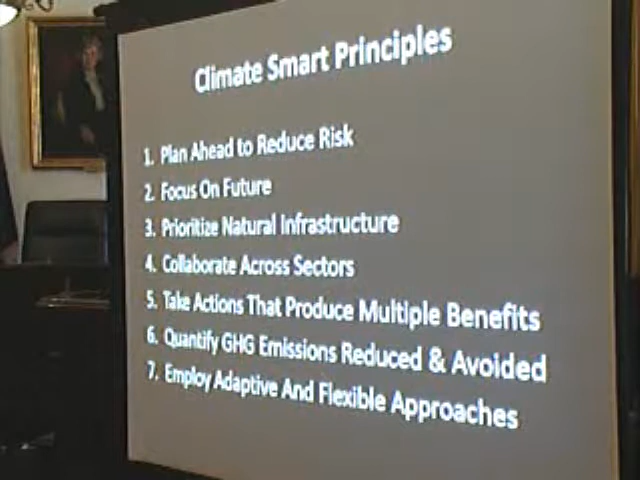 Climate Smart Principles
1. Plan Ahead to Reduce Risk
2. Focus On Future
3. Prioritize Natural Infrastructure
4. Collaborate Across Sectors
5. Take Actions That Produce Multiple Benefits
6. Quantify GHG Emissions Reduced & Avoided
7. Employ Adaptive And Flexible Approaches